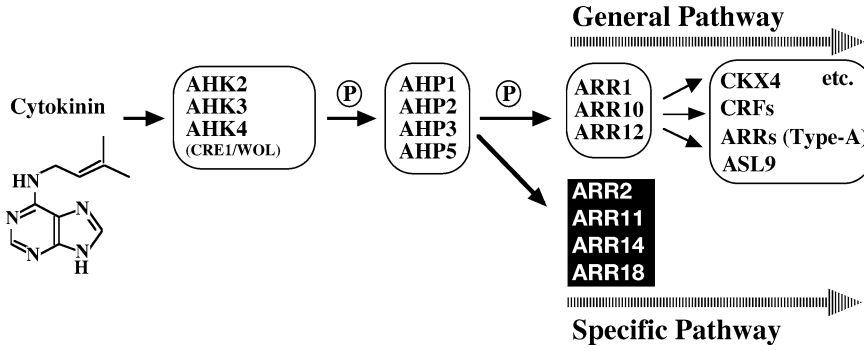 General Pathway
Cytokinin
AHK2
AHK3
AHK4
(CRE1/WOL)
P
AHP1
AHP2
AHP3
AHP5
P
ARR1
ARR10
ARR12
CKX4 etc.
CRFs
ARRs (Type-A)
ASL9
ARR2
ARR11
ARR14
ARR18
HN
N
N
N
N
H
Specific Pathway